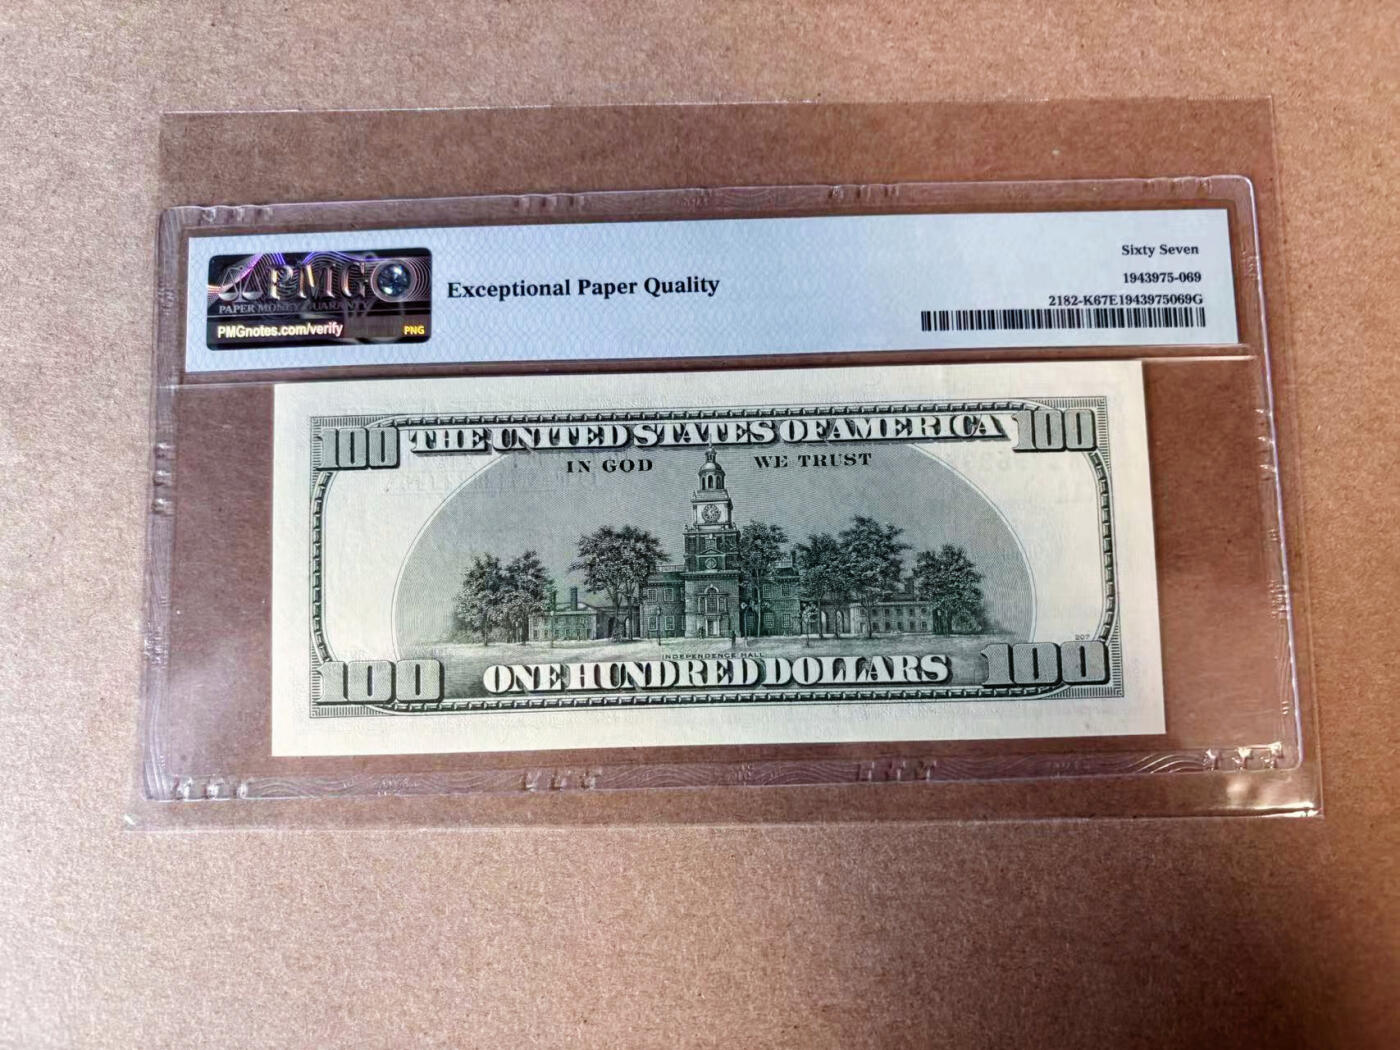 PMG
PAPER MONEY GUARANTY
PMGnotes.com/verify
PNG
Exceptional Paper Quality
Sixty Seven
1943975-069
2182-K67E1943975069G
100 THE UNITED STATES OF AMERICA 100
IN GOD WE TRUST
207
INDEPENDENCE HALL
100 ONE HUNDRED DOLLARS 100